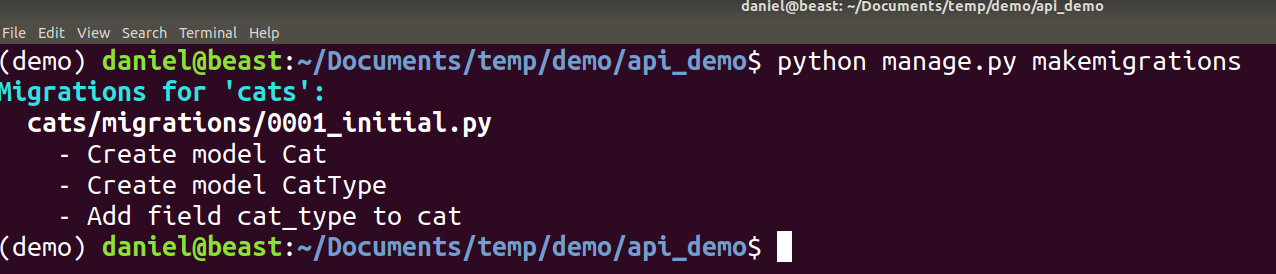 daniel@beast: ~/Documents/temp/demo/api_demo
File Edit View Search Terminal Help
(demo) daniel@beast:~/Documents/temp/demo/api_demo$ python manage.py makemigrations
Migrations for 'cats':
  cats/migrations/0001_initial.py
    - Create model Cat
    - Create model CatType
    - Add field cat_type to cat
(demo) daniel@beast:~/Documents/temp/demo/api_demo$